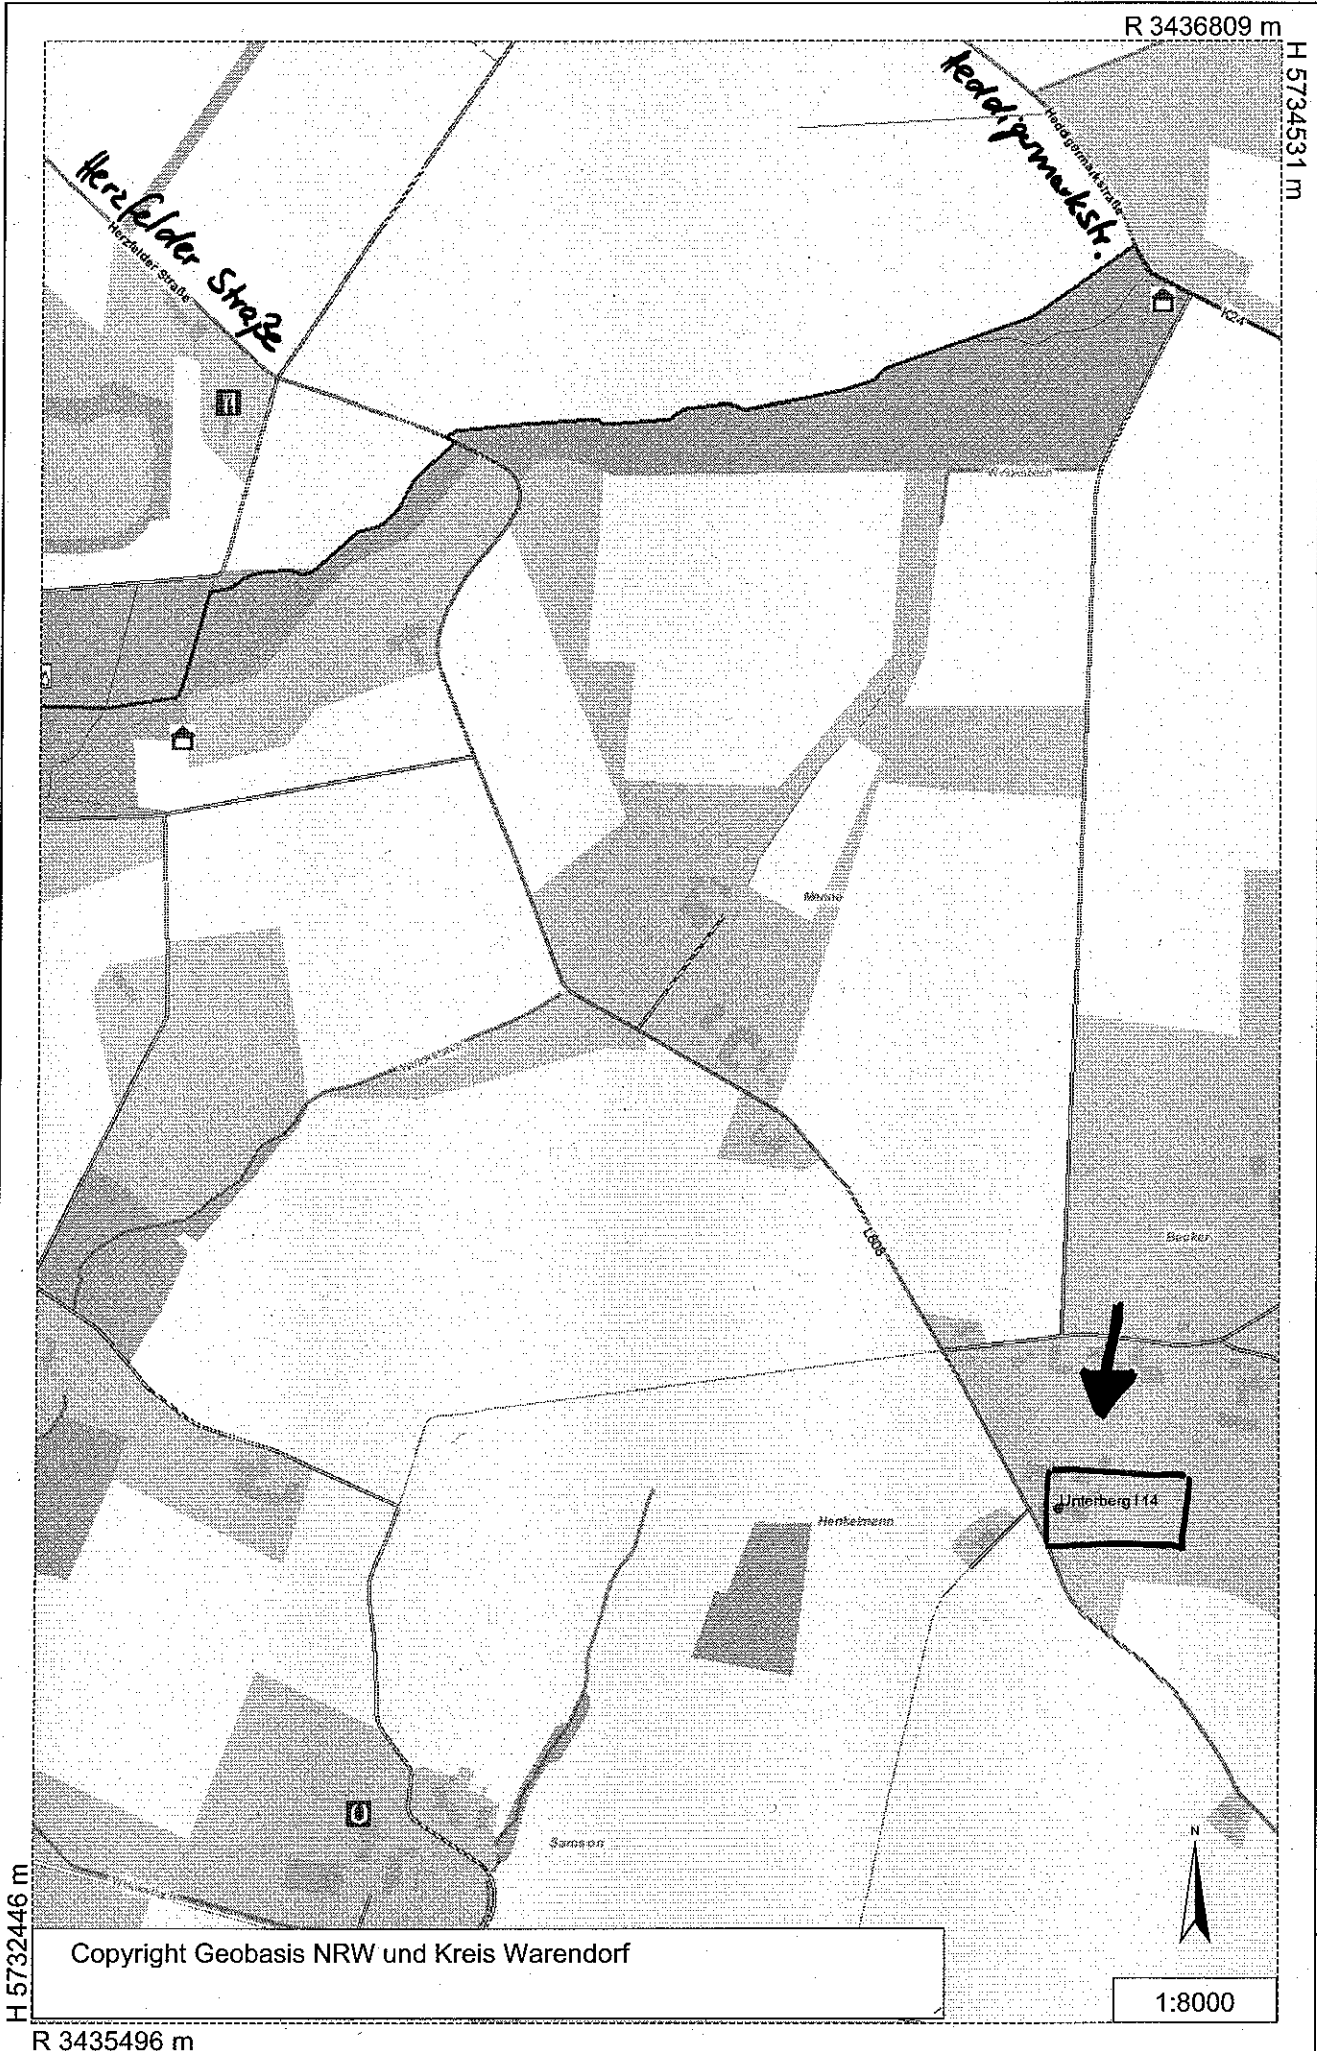 R 3436809 m
H 5734531 m
Heddigermarkstr.
Heddigermarkstraße
Herzfelder Straße
Herzfelder Straße
K24
Menne
L808
Becker
Unterberg I 14
Henkelmann
Samson
N
H 5732446 m
Copyright Geobasis NRW und Kreis Warendorf
1:8000
R 3435496 m